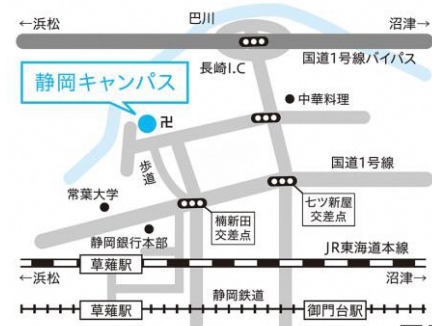 ←浜松
巴川
沼津→
国道1号線バイパス
長崎I.C
静岡キャンパス
中華料理
卍
歩道
国道1号線
常葉大学
七ツ新屋
交差点
楠新田
交差点
静岡銀行本部
JR東海道本線
草薙駅
←浜松
沼津→
静岡鉄道
草薙駅
御門台駅